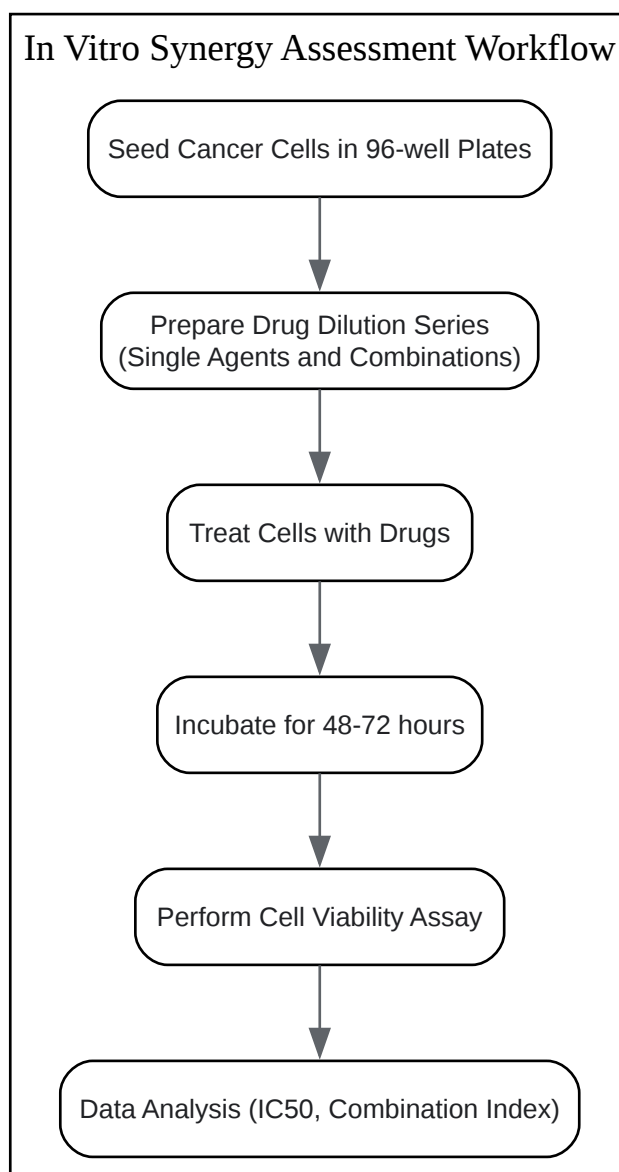 In Vitro Synergy Assessment Workflow
Seed Cancer Cells in 96-well Plates
Prepare Drug Dilution Series
(Single Agents and Combinations)
Treat Cells with Drugs
Incubate for 48-72 hours
Perform Cell Viability Assay
Data Analysis (IC50, Combination Index)